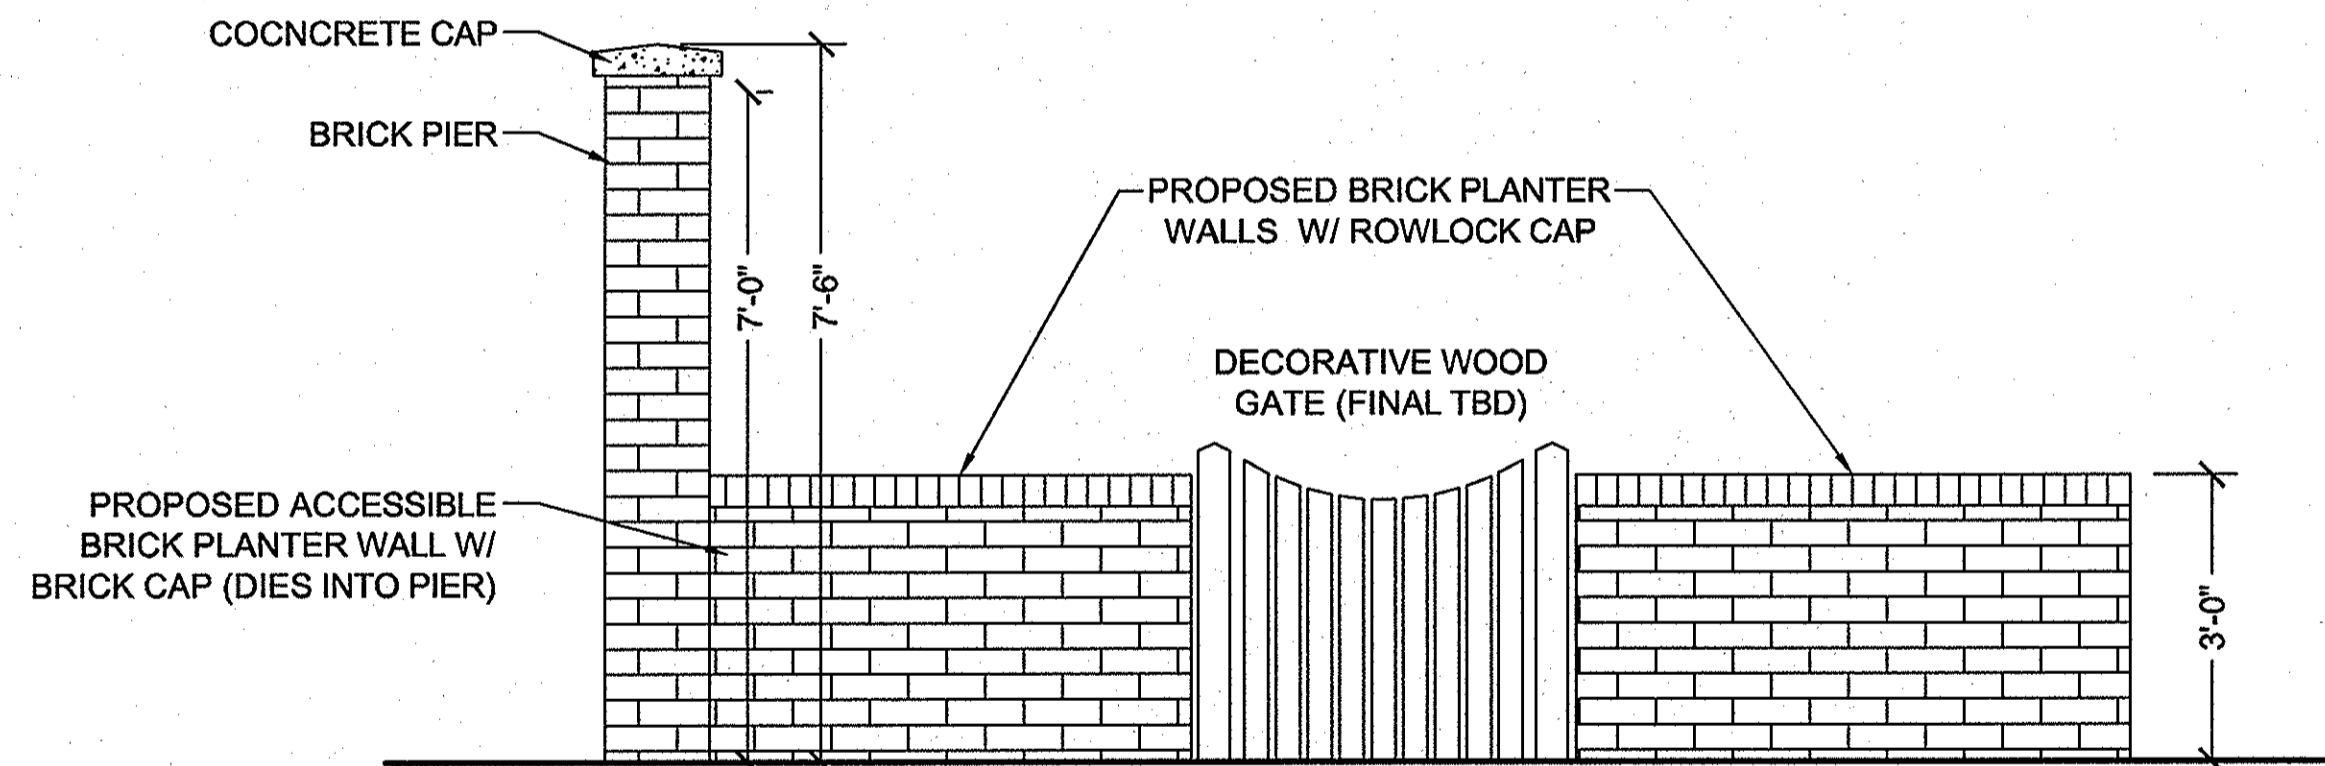 COCNCRETE CAP
BRICK PIER
PROPOSED BRICK PLANTER
WALLS W/ ROWLOCK CAP
7'-0"
7'-6"
DECORATIVE WOOD
GATE (FINAL TBD)
PROPOSED ACCESSIBLE
BRICK PLANTER WALL W/
BRICK CAP (DIES INTO PIER)
3'-0"